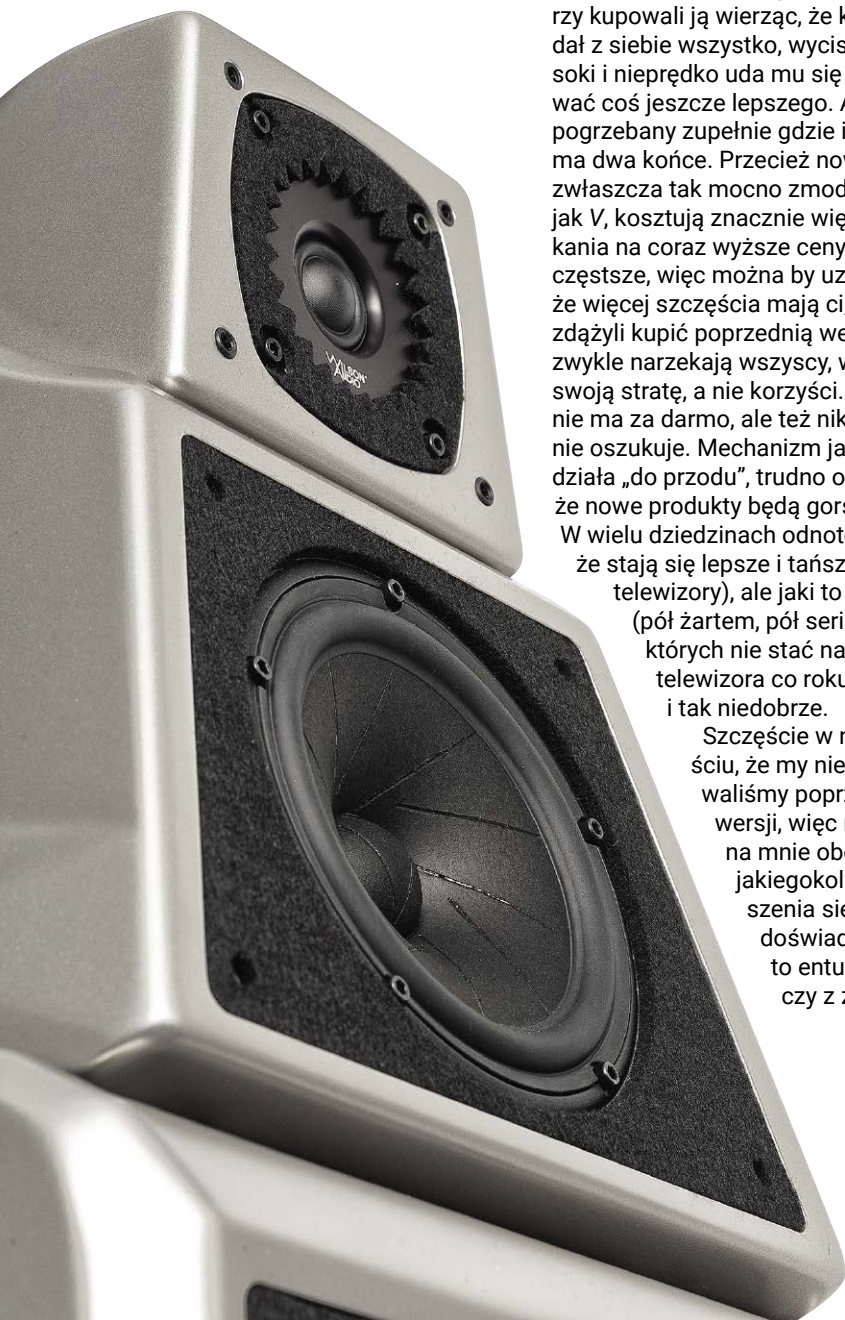 rzy kupowali ją wierząc, że k
dał z siebie wszystko, wycis
soki i nieprędko uda mu się
wać coś jeszcze lepszego. A
pogrzebany zupełnie gdzie i
ma dwa końce. Przecież now
zwłaszcza tak mocno zmod
jak V, kosztują znacznie wię
kania na coraz wyższe ceny
częstsze, więc można by uz
że więcej szczęścia mają ci,
zdążyli kupić poprzednią we
zwykle narzekają wszyscy, w
swoją stratę, a nie korzyści.
nie ma za darmo, ale też nik
nie oszukuje. Mechanizm ja
działa „do przodu”, trudno o
że nowe produkty będą gors
W wielu dziedzinach odnoto
że stają się lepsze i tańsz
telewizory), ale jaki to
(pół żartem, pół seri
których nie stać na
telewizora co roku
i tak niedobrze.
Szczęście w n
ściu, że my nie
waliśmy poprz
wersji, więc n
na mnie obo
jakiegokol
szenia się
doświad
to entu
czy z z
WILSON
AUDIO